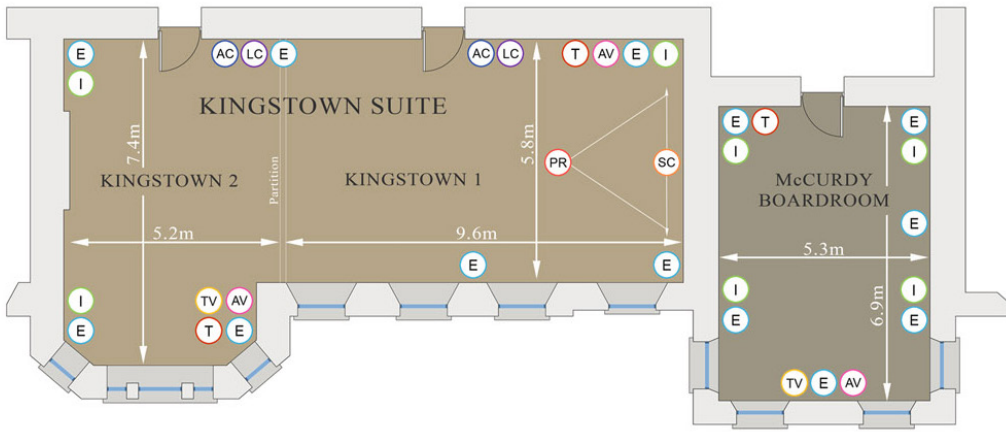 E AC LC E AC LC T AV E I
I
KINGSTOWN SUITE
E T E
I I
7.4m
5.8m
KINGSTOWN 2
Partition
KINGSTOWN 1
PR SC
McCURDY
BOARDROOM
E
5.2m
9.6m
5.3m
6.9m
E E
I TV AV
E T E
I I
E E
TV E AV